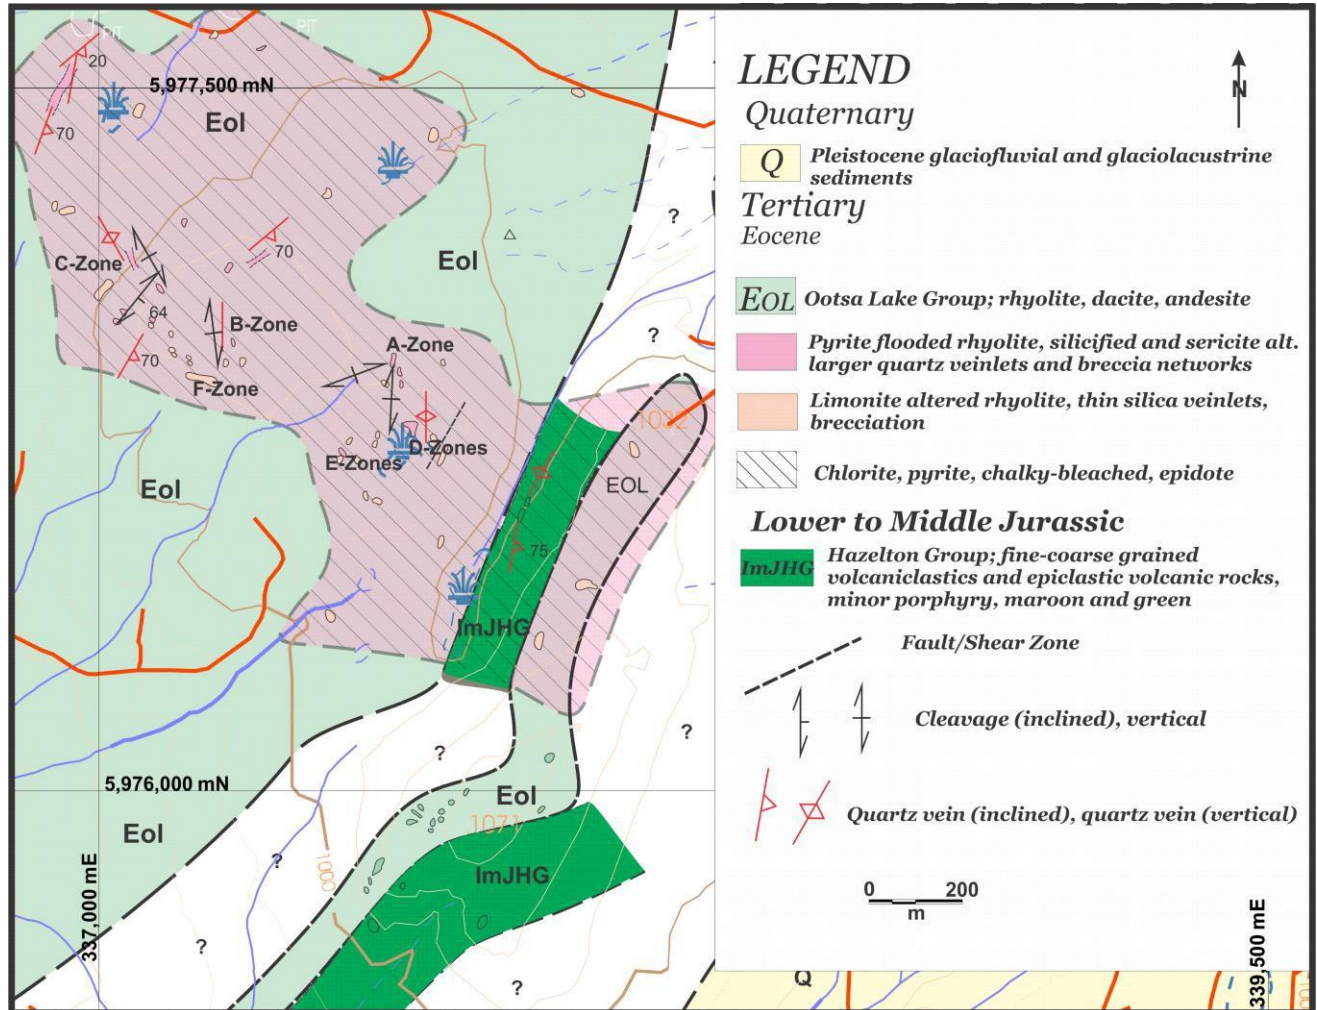 PIT
PIT
20
5,977,500 mN
Eol
70
?
C-Zone
70
Eol
64
B-Zone
?
A-Zone
70
F-Zone
1032
D-Zones
E-Zones
EOL
Eol
75
ImJHG
?
?
5,976,000 mN
Eol
Eol
1071
?
ImJHG
1000
337,000 mE
?
?
LEGEND
N
Quaternary
Q Pleistocene glaciofluvial and glaciolacustrine
sediments
Tertiary
Eocene
EOL Ootsa Lake Group; rhyolite, dacite, andesite
Pyrite flooded rhyolite, silicified and sericite alt.
larger quartz veinlets and breccia networks
Limonite altered rhyolite, thin silica veinlets,
brecciation
Chlorite, pyrite, chalky-bleached, epidote
Lower to Middle Jurassic
ImJHG Hazelton Group; fine-coarse grained
volcaniclastics and epiclastic volcanic rocks,
minor porphyry, maroon and green
Fault/Shear Zone
Cleavage (inclined), vertical
Quartz vein (inclined), quartz vein (vertical)
0 200
m
339,500 mE
Q